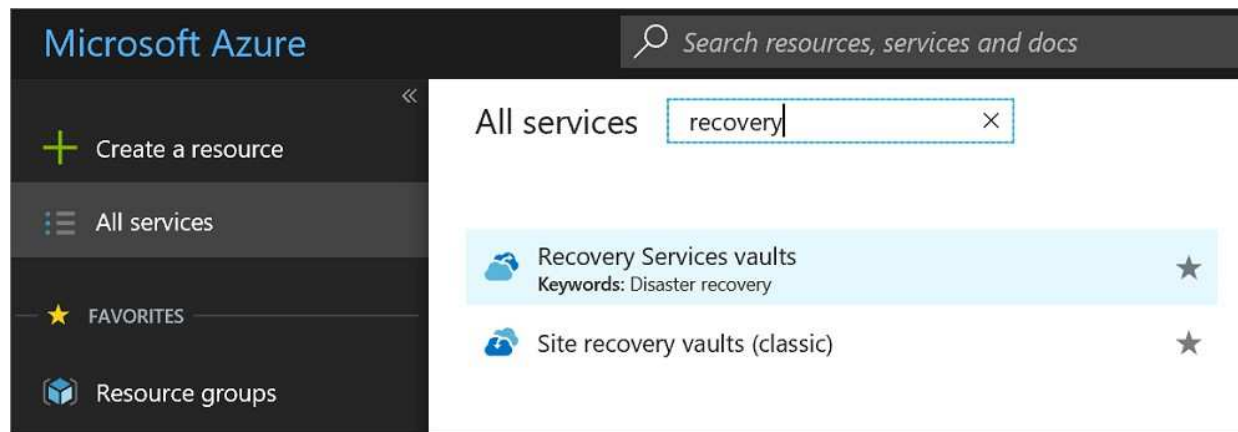 Microsoft Azure
Search resources, services and docs
Create a resource
All services
FAVORITES
Resource groups
All services
recovery
Recovery Services vaults
Keywords: Disaster recovery
Site recovery vaults (classic)